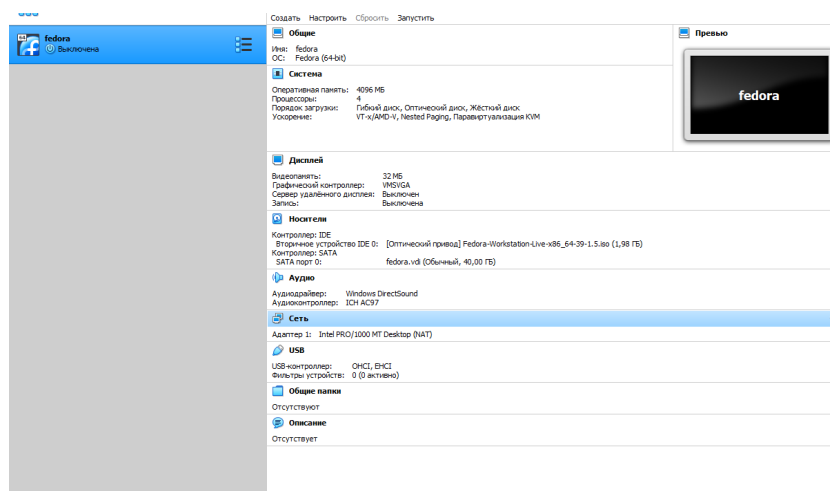 Создать Настроить Сбросить Запустить
64
fedora
Выключена
Общие
Имя: fedora
ОС: Fedora (64-bit)
Система
Оперативная память: 4096 МБ
Процессоры: 4
Порядок загрузки: Гибкий диск, Оптический диск, Жёсткий диск
Ускорение: VT-x/AMD-V, Nested Paging, Паравиртуализация KVM
Превью
fedora
Дисплей
Видеопамять: 32 МБ
Графический контроллер: VMSVGA
Сервер удалённого дисплея: Выключен
Запись: Выключена
Носители
Контроллер: IDE
Вторичное устройство IDE 0: [Оптический привод] Fedora-Workstation-Live-x86_64-39-1.5.iso (1,98 ГБ)
Контроллер: SATA
SATA порт 0: fedora.vdi (Обычный, 40,00 ГБ)
Аудио
Аудиодрайвер: Windows DirectSound
Аудиоконтроллер: ICH AC97
Сеть
Адаптер 1: Intel PRO/1000 MT Desktop (NAT)
USB
USB-контроллер: OHCI, EHCI
Фильтры устройств: 0 (0 активно)
Общие папки
Отсутствуют
Описание
Отсутствует